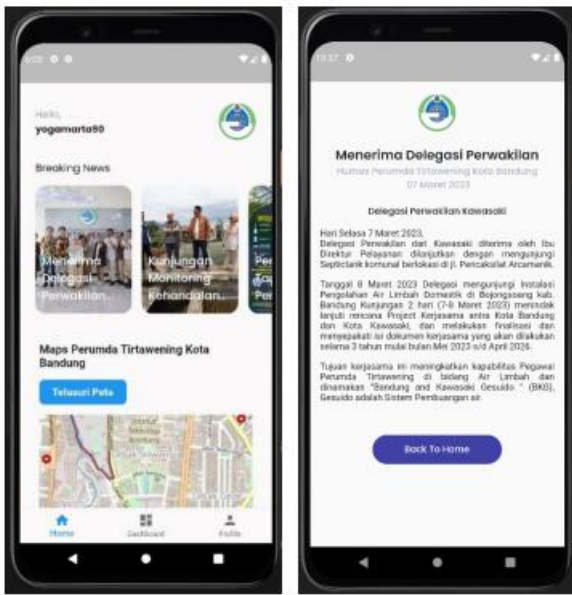 Hello,
yogamarta90
Breaking News
Menerima
Delegasi
Perwakilan...
Kunjungan
Monitoring
Kehandalan...
Maps Perumda Tirtawening Kota
Bandung
Telusuri Peta
Home
Dashboard
Profile
10:37
Menerima Delegasi Perwakilan
Humas Perumda Tirtawening Kota Bandung
07 Maret 2023
Delegasi Perwakilan Kawasaki
Hari Selasa 7 Maret 2023,
Delegasi Perwakilan dari Kawasaki diterima oleh Ibu
Direktur Pelayanan dilanjutkan dengan mengunjungi
Septictank komunal berlokasi di jl. Pencaksilat Arcamanik.
Tanggal 8 Maret 2023 Delegasi mengunjungi Instalasi
Pengolahan Air Limbah Domestik di Bojongsoang kab.
Bandung Kunjungan 2 hari (7-8 Maret 2023) menindak
lanjuti rencana Project Kerjasama antra Kota Bandung
dan Kota Kawasaki, dan melakukan finalisasi dan
menyepakati isi dokumen kerjasama yang akan dilakukan
selama 3 tahun mulai bulan Mei 2023 s/d April 2026.
Tujuan kerjasama ini meningkatkan kapabilitas Pegawai
Perumda Tirtawening di bidang Air Limbah dan
dinamakan "Bandung and Kawasaki Gesuido " (BKG),
Gesuido adalah Sistem Pembuangan air.
Back To Home